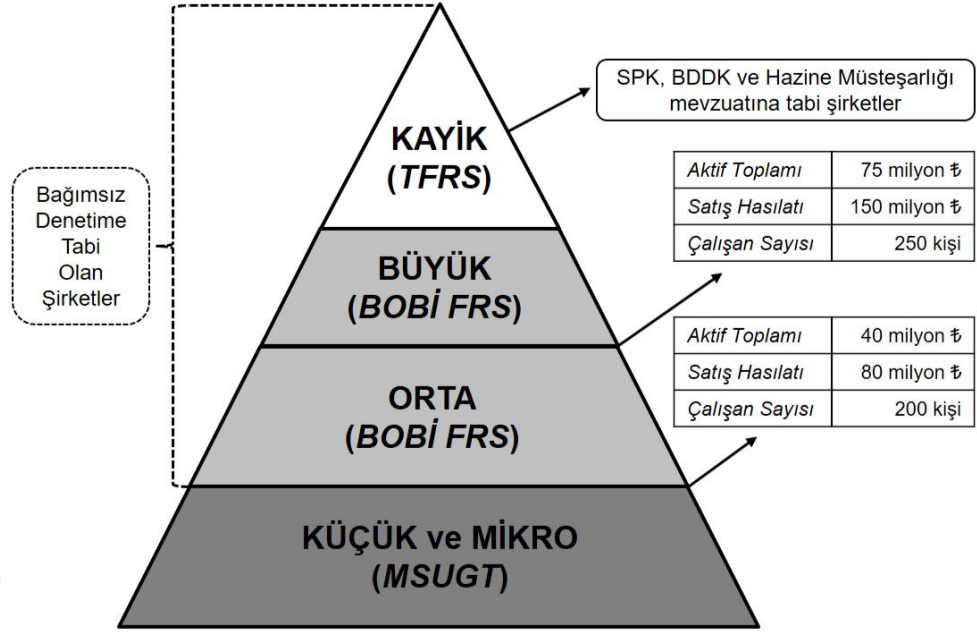 Bağımsız
Denetime
Tabi
Olan
Şirketler
KAYİK
(TFRS)
BÜYÜK
(BOBİ FRS)
ORTA
(BOBİ FRS)
KÜÇÜK ve MİKRO
(MSUGT)
SPK, BDDK ve Hazine Müsteşarlığı
mevzuatına tabi şirketler
Aktif Toplamı 75 milyon ₺
Satış Hasılatı 150 milyon ₺
Çalışan Sayısı 250 kişi
Aktif Toplamı 40 milyon ₺
Satış Hasılatı 80 milyon ₺
Çalışan Sayısı 200 kişi